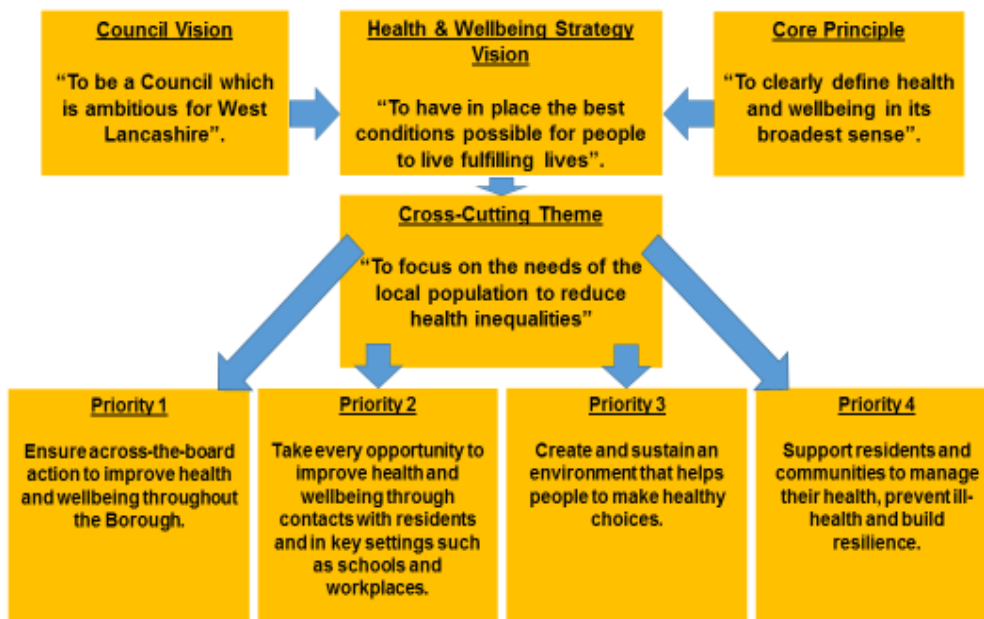 Council Vision
“To be a Council which
is ambitious for West
Lancashire”.
Health & Wellbeing Strategy
Vision
“To have in place the best
conditions possible for people
to live fulfilling lives”.
Core Principle
“To clearly define health
and wellbeing in its
broadest sense”.
Cross-Cutting Theme
“To focus on the needs of the
local population to reduce
health inequalities”
Priority 1
Ensure across-the-board
action to improve health
and wellbeing throughout
the Borough.
Priority 2
Take every opportunity to
improve health and
wellbeing through
contacts with residents
and in key settings such
as schools and
workplaces.
Priority 3
Create and sustain an
environment that helps
people to make healthy
choices.
Priority 4
Support residents and
communities to manage
their health, prevent ill-
health and build
resilience.